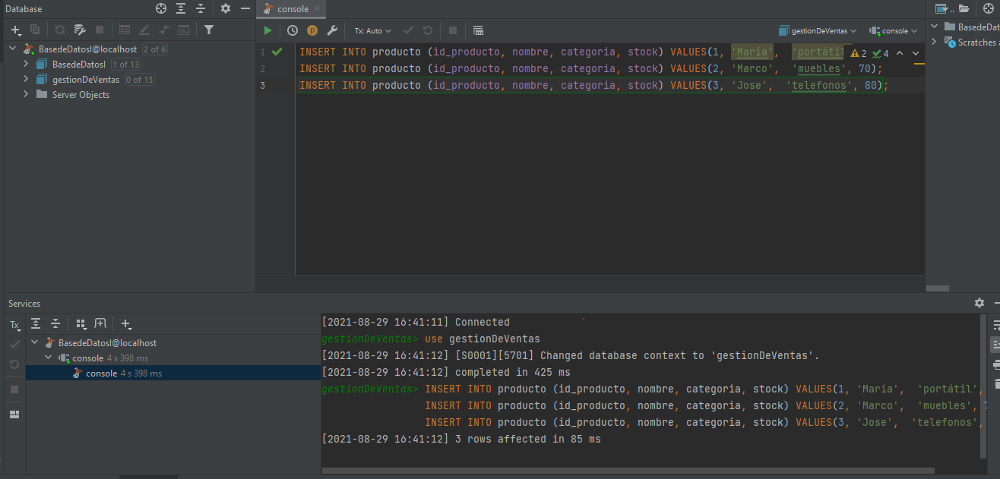 Database
console
BasedeDat
Tx: Auto
gestionDeVentas
console
BasedeDatosI@localhost 2 of 6
BasedeDatosI 1 of 13
gestionDeVentas 0 of 13
Server Objects
Scratches a
1 INSERT INTO producto (id_producto, nombre, categoria, stock) VALUES(1, 'María', 'portátil 2 4
2 INSERT INTO producto (id_producto, nombre, categoria, stock) VALUES(2, 'Marco', 'muebles', 70);
3 INSERT INTO producto (id_producto, nombre, categoria, stock) VALUES(3, 'Jose', 'telefonos', 80);
Services
Tx
BasedeDatosI@localhost
console 4 s 398 ms
console 4 s 398 ms
[2021-08-29 16:41:11] Connected
gestionDeVentas> use gestionDeVentas
[2021-08-29 16:41:12] [S0001][5701] Changed database context to 'gestionDeVentas'.
[2021-08-29 16:41:12] completed in 425 ms
gestionDeVentas> INSERT INTO producto (id_producto, nombre, categoria, stock) VALUES(1, 'María', 'portátil',
INSERT INTO producto (id_producto, nombre, categoria, stock) VALUES(2, 'Marco', 'muebles',
INSERT INTO producto (id_producto, nombre, categoria, stock) VALUES(3, 'Jose', 'telefonos',
[2021-08-29 16:41:12] 3 rows affected in 85 ms